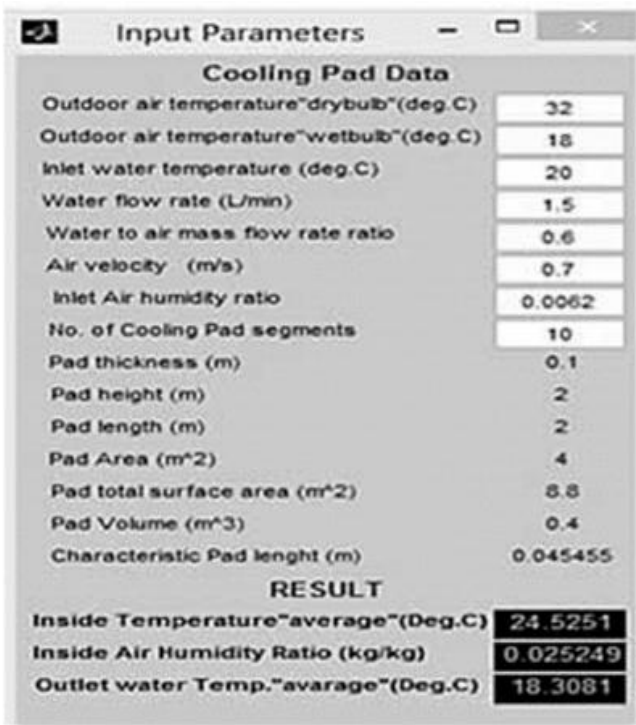 Input Parameters
Cooling Pad Data
Outdoor air temperature"drybulb"(deg.C) 32
Outdoor air temperature"wetbulb"(deg.C) 18
Inlet water temperature (deg.C) 20
Water flow rate (L/min) 1.5
Water to air mass flow rate ratio 0.6
Air velocity (m/s) 0.7
Inlet Air humidity ratio 0.0062
No. of Cooling Pad segments 10
Pad thickness (m) 0.1
Pad height (m) 2
Pad length (m) 2
Pad Area (m^2) 4
Pad total surface area (m^2) 8.8
Pad Volume (m^3) 0.4
Characteristic Pad lenght (m) 0.045455
RESULT
Inside Temperature"average"(Deg.C) 24.5251
Inside Air Humidity Ratio (kg/kg) 0.025249
Outlet water Temp."avarage"(Deg.C) 18.3081